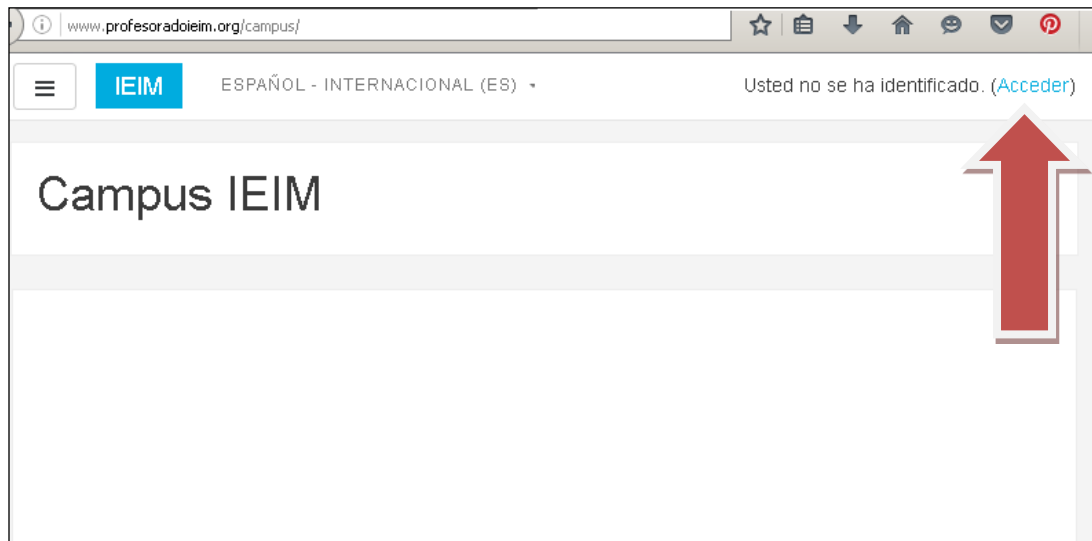 www.profesoradoieim.org/campus/
IEIM ESPAÑOL - INTERNACIONAL (ES) Usted no se ha identificado. (Acceder)
Campus IEIM